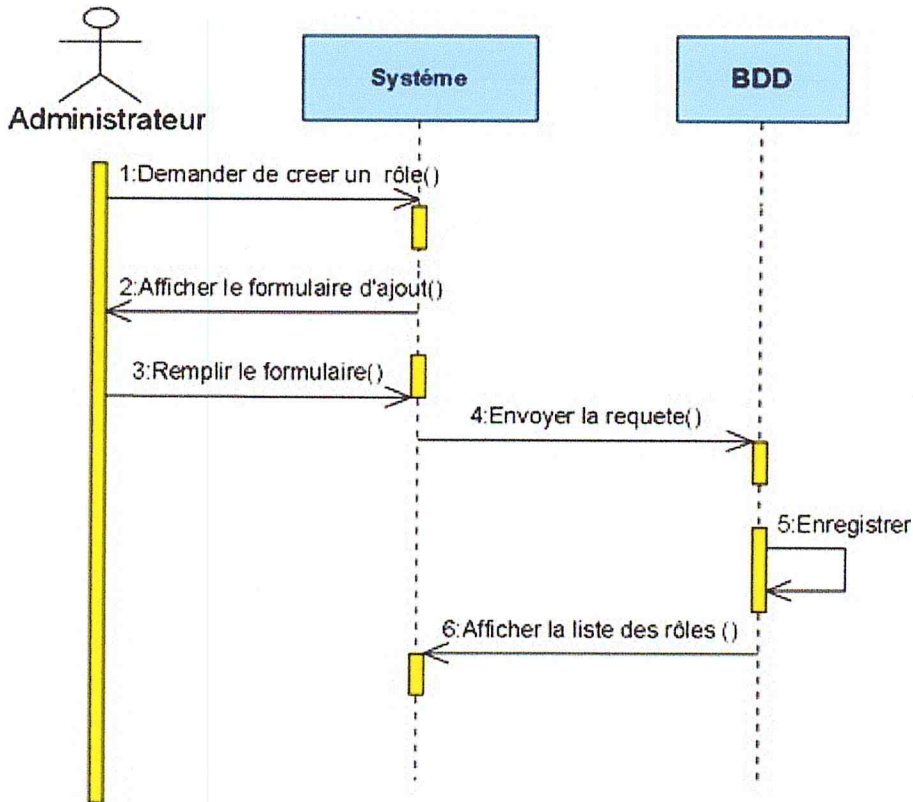 Systéme
BDD
Administrateur
1:Demander de creer un rôle()
2:Afficher le formulaire d'ajout()
3:Remplir le formulaire()
4:Envoyer la requete()
5:Enregistrer
6:Afficher la liste des rôles ()